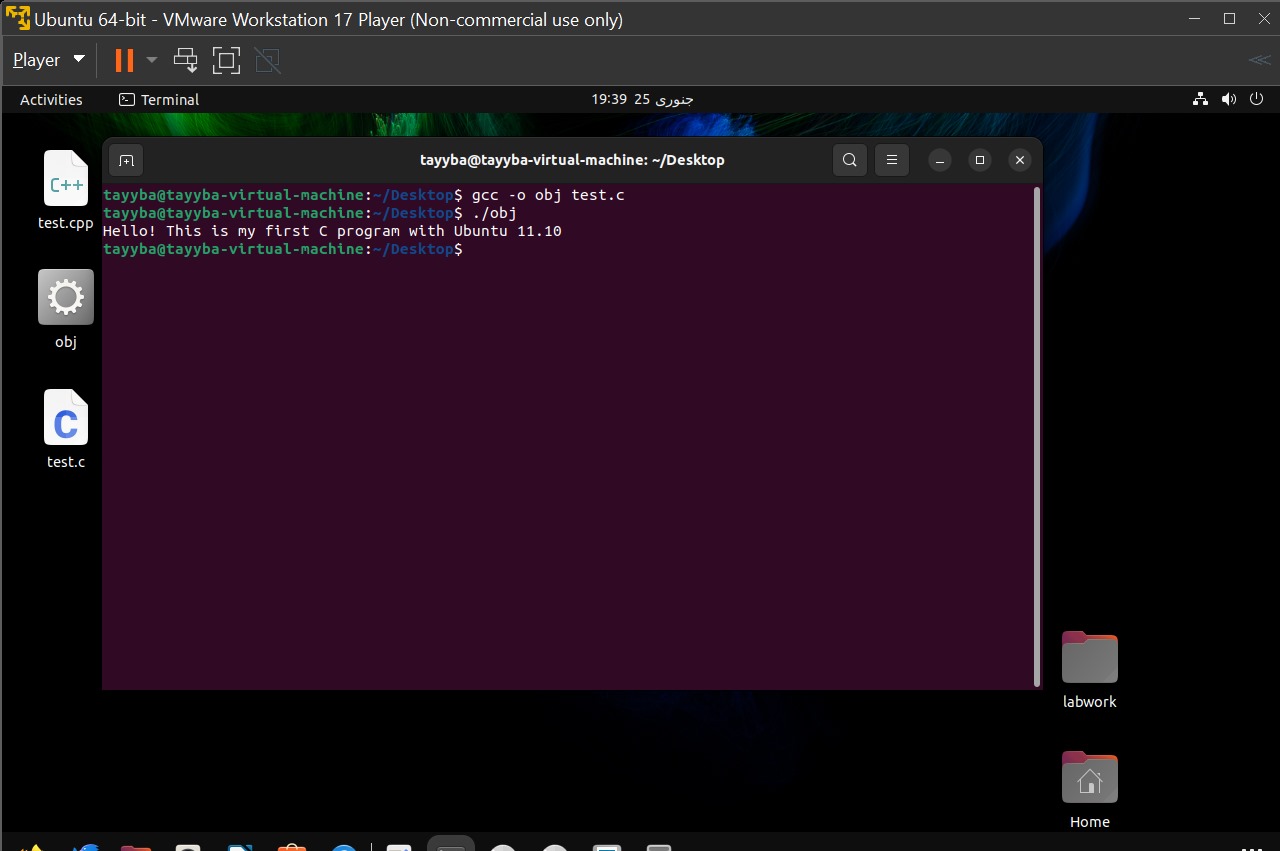 Ubuntu 64-bit - VMware Workstation 17 Player (Non-commercial use only)
Player
Activities
Terminal
19:39 25 جنوری
tayyba@tayyba-virtual-machine: ~/Desktop
tayyba@tayyba-virtual-machine:~/Desktop$ gcc -o obj test.c
tayyba@tayyba-virtual-machine:~/Desktop$ ./obj
Hello! This is my first C program with Ubuntu 11.10
tayyba@tayyba-virtual-machine:~/Desktop$
C++
test.cpp
obj
C
test.c
labwork
Home